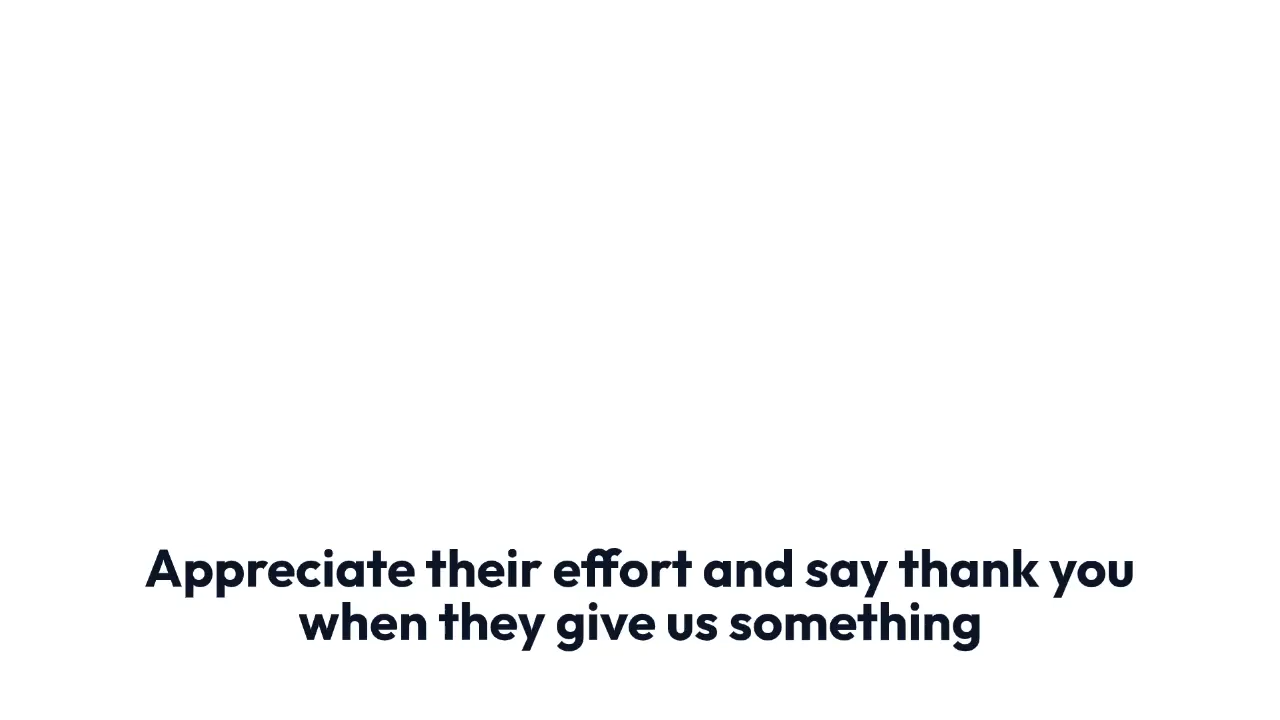 Appreciate their effort and say thank you
when they give us something